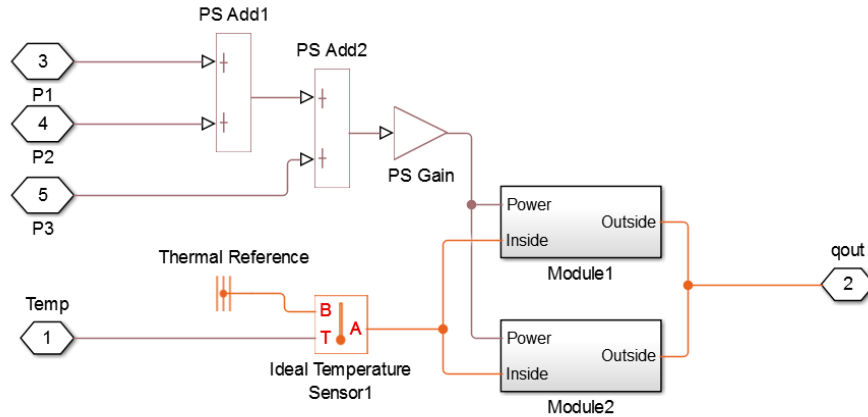 PS Add1
PS Add2
3
P1
4
P2
5
P3
PS Gain
Power
Outside
Inside
Module1
Thermal Reference
qout
2
Temp
1
B
T
A
Ideal Temperature
Sensor1
Power
Outside
Inside
Module2